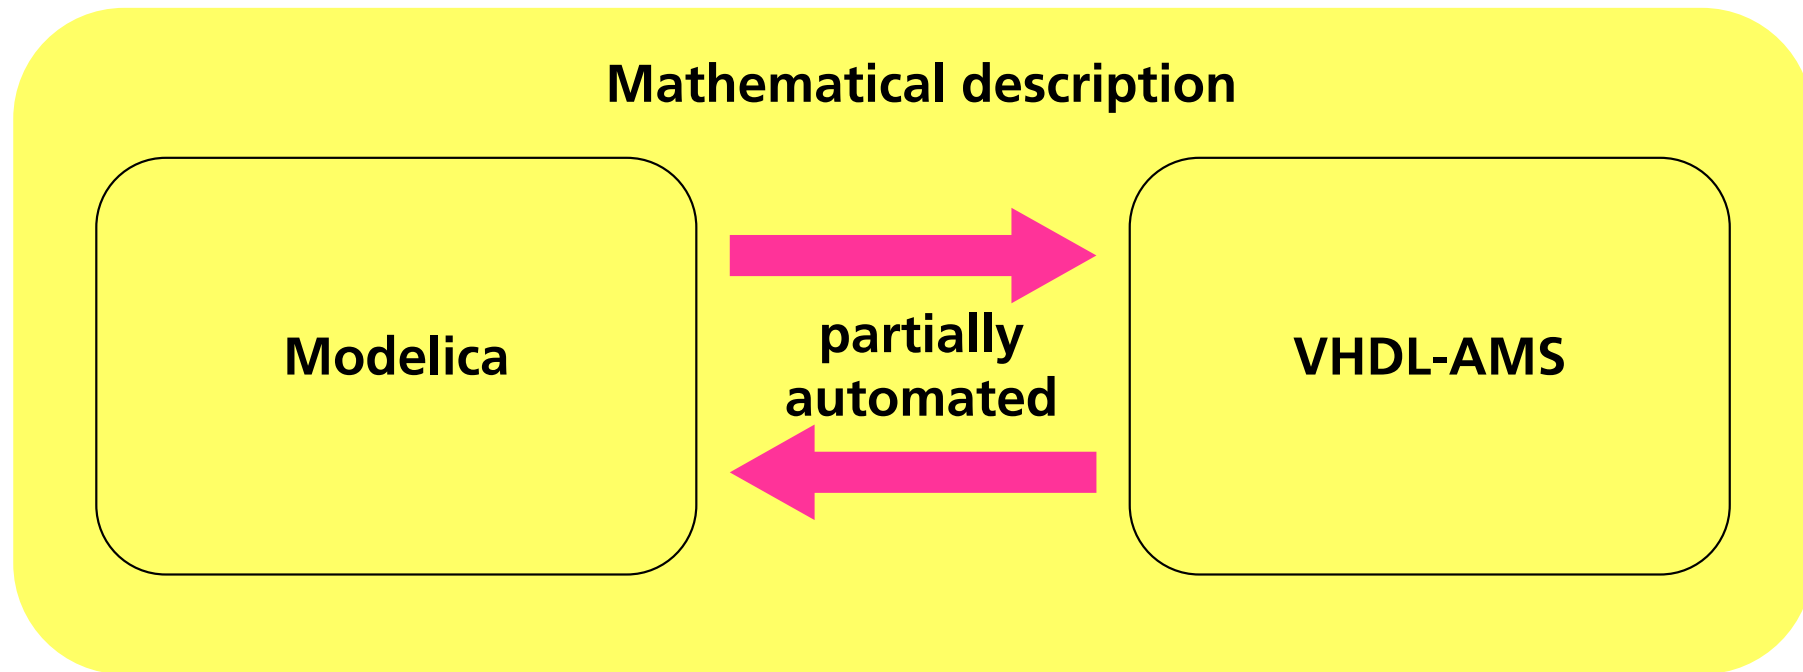 Mathematical description
Modelica
partially
automated
VHDL-AMS